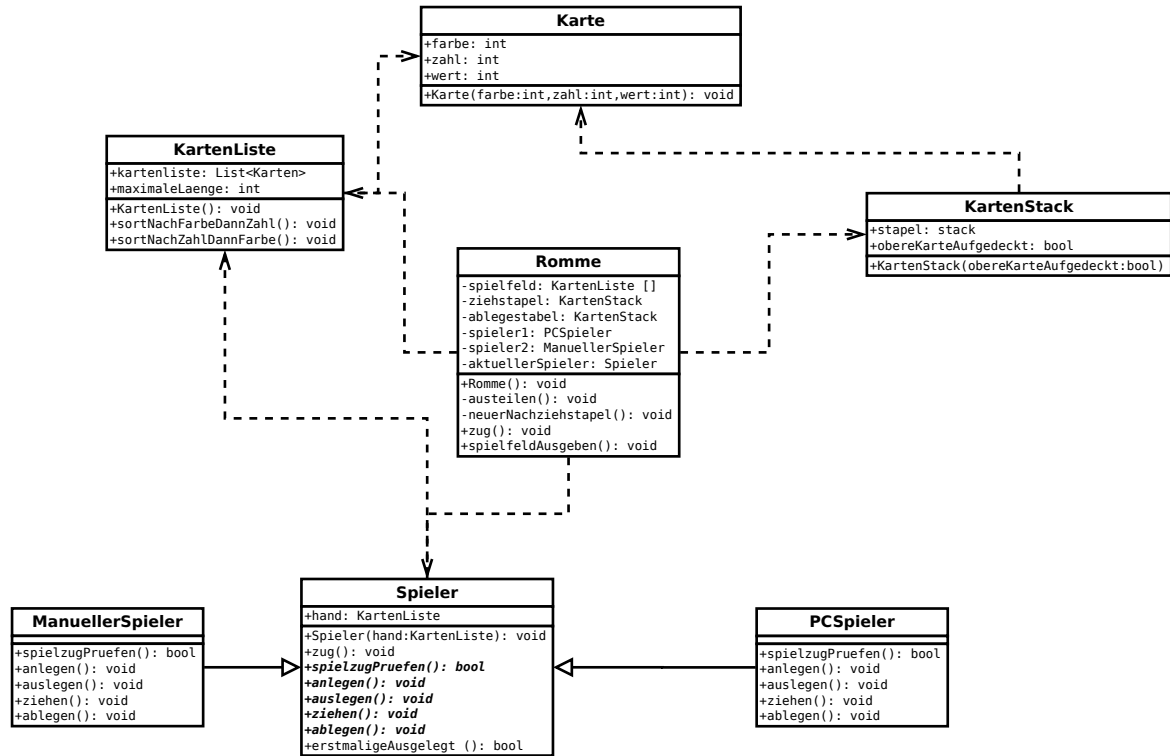 Karte
+farbe: int
+zahl: int
+wert: int
+Karte(farbe:int,zahl:int,wert:int): void
KartenListe
+kartenliste: List<Karten>
+maximaleLaenge: int
+KartenListe(): void
+sortNachFarbeDannZahl(): void
+sortNachZahlDannFarbe(): void
KartenStack
+stapel: stack
+obereKarteAufgedeckt: bool
+KartenStack(obereKarteAufgedeckt:bool)
Romme
-spielfeld: KartenListe []
-ziehstapel: KartenStack
-ablegestabel: KartenStack
-spieler1: PCSpieler
-spieler2: ManuellerSpieler
-aktuellerSpieler: Spieler
+Romme(): void
-austeilen(): void
-neuerNachziehstapel(): void
+zug(): void
+spielfeldAusgeben(): void
ManuellerSpieler
+spielzugPruefen(): bool
+anlegen(): void
+auslegen(): void
+ziehen(): void
+ablegen(): void
Spieler
+hand: KartenListe
+Spieler(hand:KartenListe): void
+zug(): void
+spielzugPruefen(): bool
+anlegen(): void
+auslegen(): void
+ziehen(): void
+ablegen(): void
+erstmaligeAusgelegt (): bool
PCSpieler
+spielzugPruefen(): bool
+anlegen(): void
+auslegen(): void
+ziehen(): void
+ablegen(): void